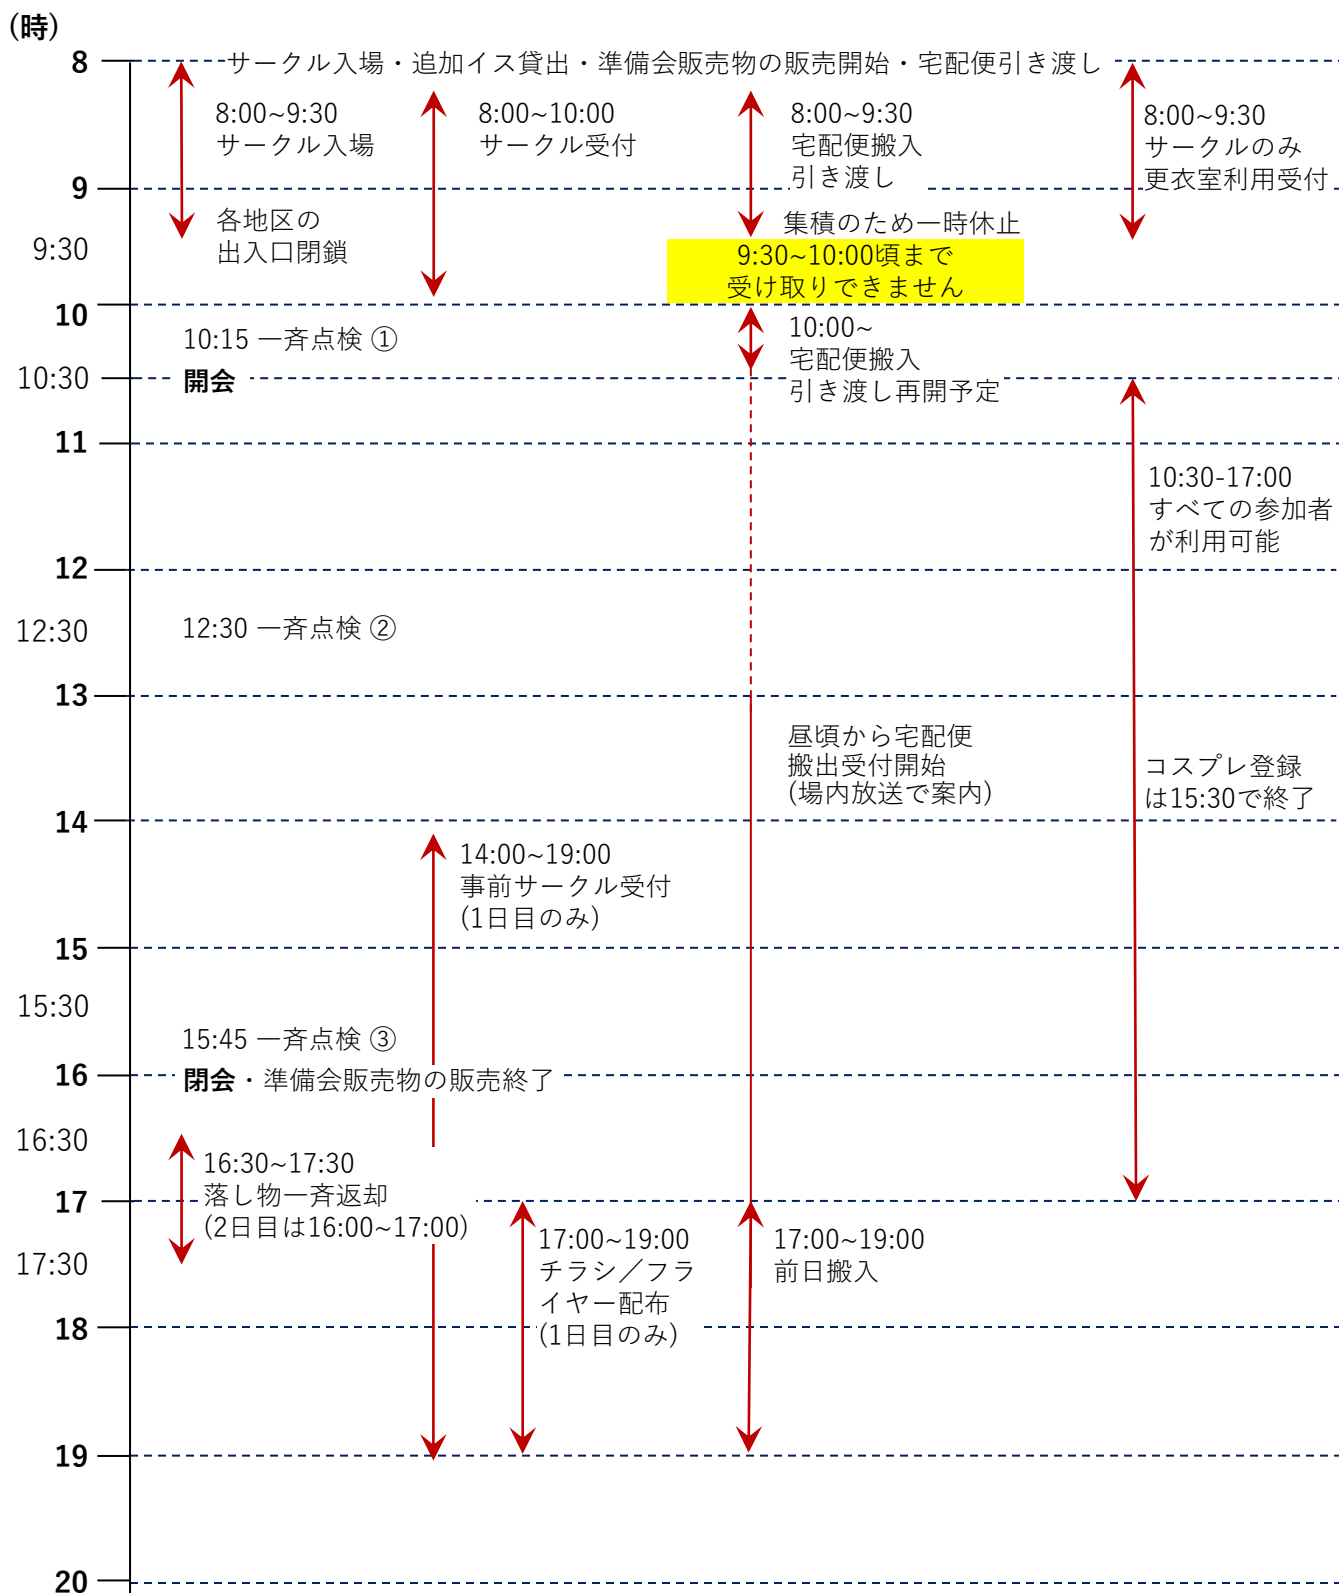 (時)
8
サークル入場・追加イス貸出・準備会販売物の販売開始・宅配便引き渡し
8:00~9:30
サークル入場
8:00~10:00
サークル受付
8:00~9:30
宅配便搬入
引き渡し
8:00~9:30
サークルのみ
更衣室利用受付
9
各地区の
出入口閉鎖
集積のため一時休止
9:30
9:30~10:00頃まで
受け取りできません
10
10:15 一斉点検 ①
10:00~
宅配便搬入
引き渡し再開予定
10:30
開会
11
10:30-17:00
すべての参加者
が利用可能
12
12:30
12:30 一斉点検 ②
13
昼頃から宅配便
搬出受付開始
(場内放送で案内)
コスプレ登録
は15:30で終了
14
14:00~19:00
事前サークル受付
(1日目のみ)
15
15:30
15:45 一斉点検 ③
16
閉会・準備会販売物の販売終了
16:30
16:30~17:30
落し物一斉返却
(2日目は16:00~17:00)
17
17:00~19:00
チラシ／フラ
イヤー配布
(1日目のみ)
17:00~19:00
前日搬入
17:30
18
19
20